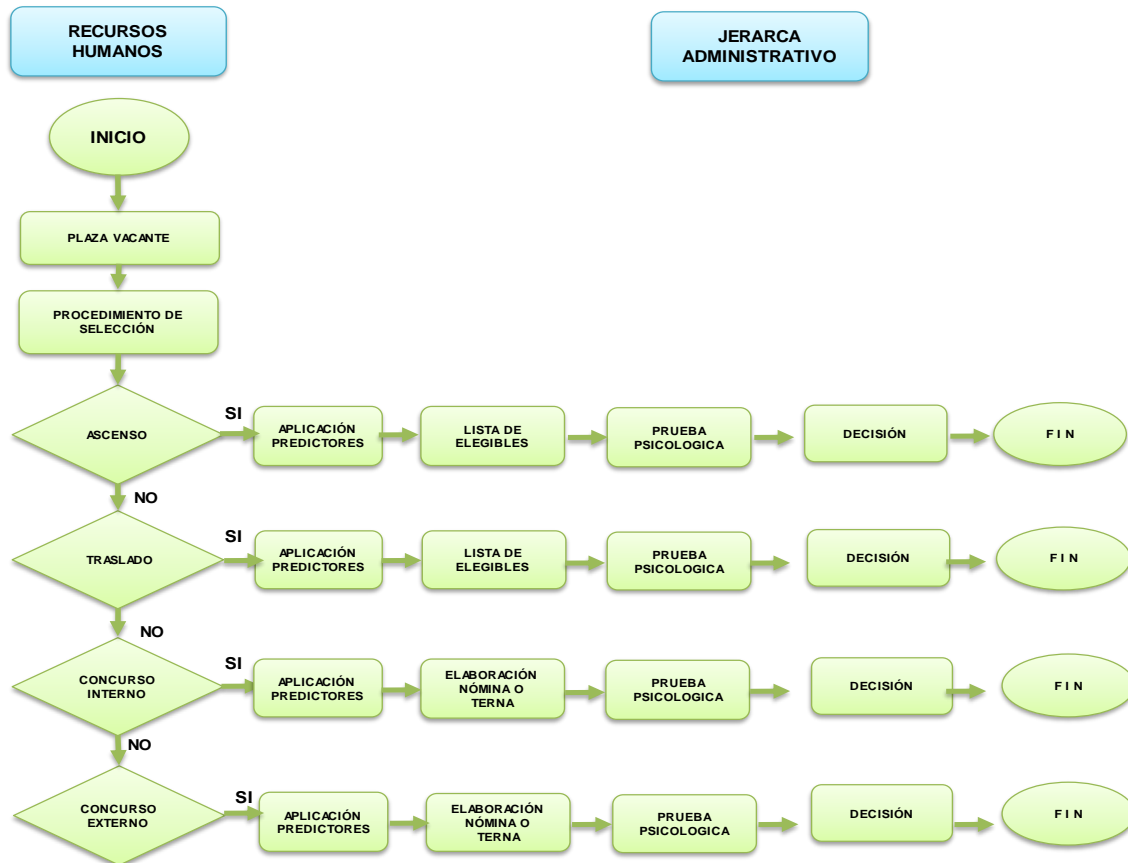 RECURSOS
HUMANOS
JERARCA
ADMINISTRATIVO
INICIO
PLAZA VACANTE
PROCEDIMIENTO DE
SELECCIÓN
ASCENSO
SI
APLICACIÓN
PREDICTORES
LISTA DE
ELEGIBLES
PRUEBA
PSICOLOGICA
DECISIÓN
F I N
NO
TRASLADO
SI
APLICACIÓN
PREDICTORES
LISTA DE
ELEGIBLES
PRUEBA
PSICOLOGICA
DECISIÓN
F I N
NO
CONCURSO
INTERNO
SI
APLICACIÓN
PREDICTORES
ELABORACIÓN
NÓMINA O
TERNA
PRUEBA
PSICOLOGICA
DECISIÓN
F I N
NO
CONCURSO
EXTERNO
SI
APLICACIÓN
PREDICTORES
ELABORACIÓN
NÓMINA O
TERNA
PRUEBA
PSICOLOGICA
DECISIÓN
F I N